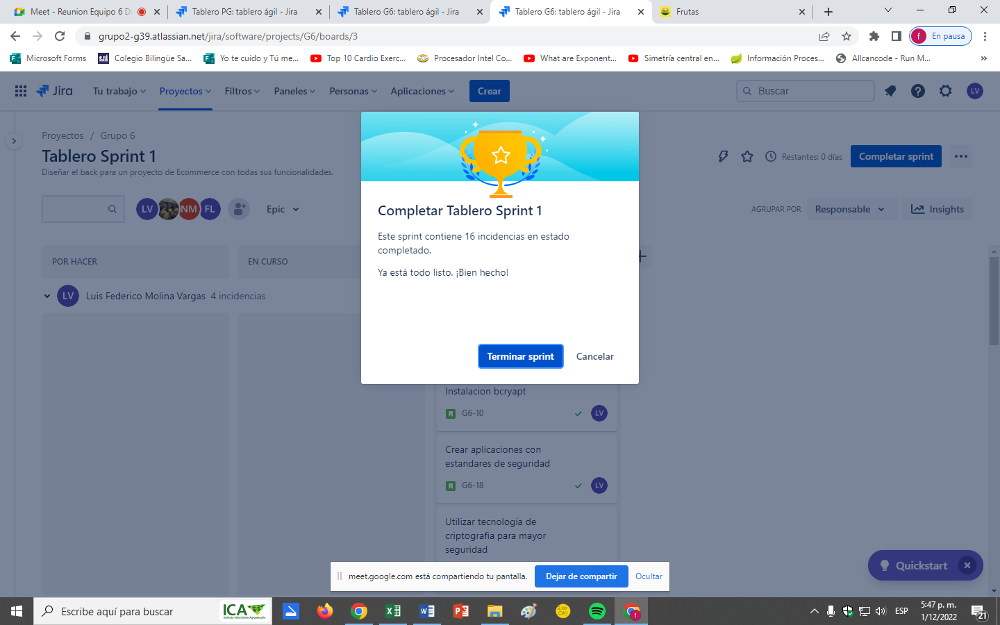 Meet - Reunion Equipo 6 D
Tablero PG: tablero ágil - Jira
Tablero G6: tablero ágil - Jira
Tablero G6: tablero ágil - Jira
Frutas
grupo2-g39.atlassian.net/jira/software/projects/G6/boards/3
f
En pausa
Microsoft Forms
Colegio Bilingüe Sa...
Yo te cuido y Tú me...
Top 10 Cardio Exerc...
Procesador Intel Co...
What are Exponent...
Simetría central en...
Información Proces...
Allcancode - Run M...
»
Jira
Tu trabajo
Proyectos
Filtros
Paneles
Personas
Aplicaciones
Crear
Buscar
LV
Proyectos / Grupo 6
Tablero Sprint 1
Diseñar el back para un proyecto de Ecommerce con todas sus funcionalidades.
Restantes: 0 días
Completar sprint
LV
NM
FL
Epic
AGRUPAR POR
Responsable
Insights
POR HACER
EN CURSO
LV
Luis Federico Molina Vargas 4 incidencias
Completar Tablero Sprint 1
Este sprint contiene 16 incidencias en estado
completado.
Ya está todo listo. ¡Bien hecho!
Terminar sprint
Cancelar
Instalacion bcryapt
G6-10
LV
Crear aplicaciones con
estandares de seguridad
G6-18
LV
Utilizar tecnologia de
criptografia para mayor
seguridad
Quickstart
meet.google.com está compartiendo tu pantalla.
Dejar de compartir
Ocultar
Escribe aquí para buscar
ICA
ESP
5:47 p. m.
1/12/2022
21